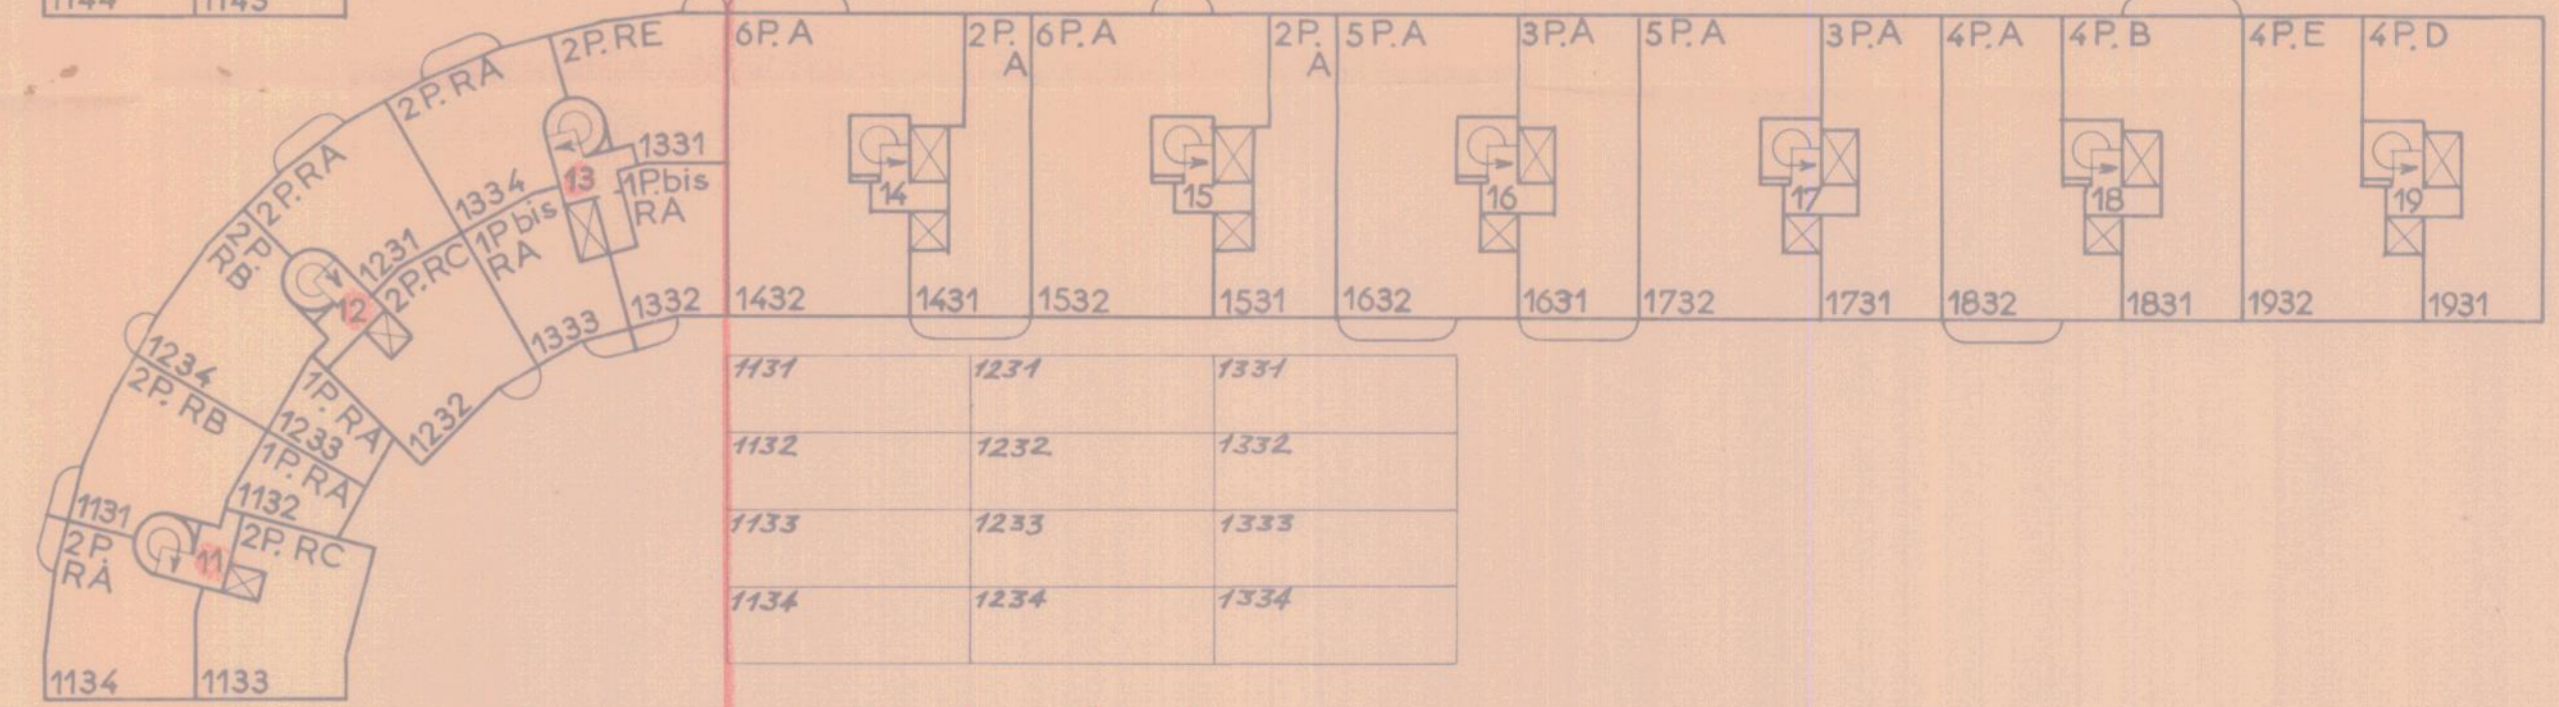 1144 1143
2P. RE 6P. A 2P. A 6P. A 2P. A 5P. A 3P. A 5P. A 3P. A 4P. A 4P. B 4P. E 4P. D
2P. RA
1331
1334 13 1P bis RA
1P bis RA
2P. RA
14 15 16 17 18 19
2P. RB
1231
2P. RC
12
1333 1332 1432 1431 1532 1531 1632 1631 1732 1731 1832 1831 1932 1931
1234
2P. RB
1P. RA
1232
1233
1P. RA
1132
1131
2P. RA
11
2P. RC
1134 1133
1131 1231 1331
1132 1232 1332
1133 1233 1333
1134 1234 1334